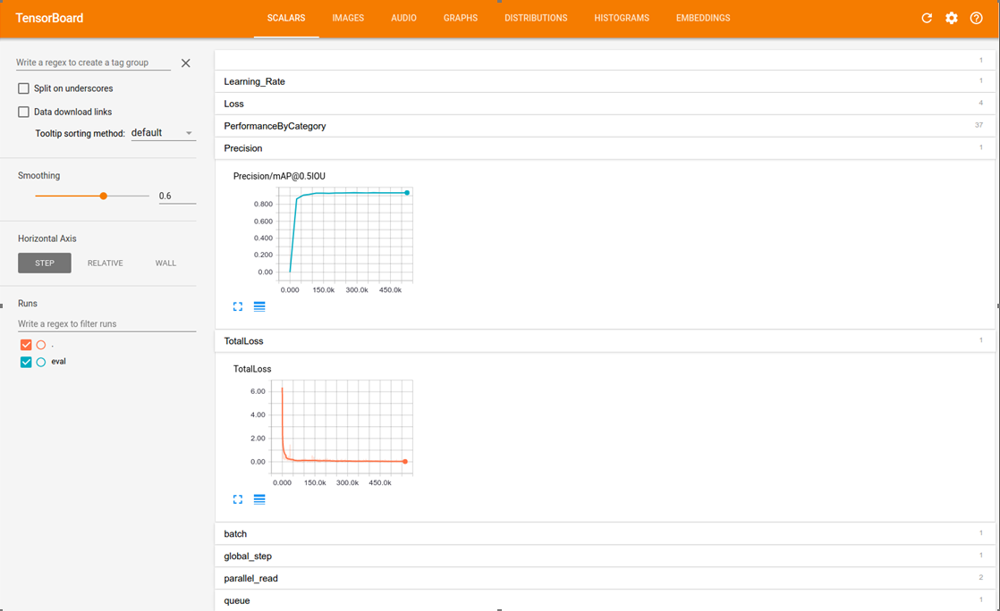 TensorBoard SCALARS IMAGES AUDIO GRAPHS DISTRIBUTIONS HISTOGRAMS EMBEDDINGS
Write a regex to create a tag group
Split on underscores
Data download links
Tooltip sorting method: default
Smoothing
0.6
Horizontal Axis
STEP RELATIVE WALL
Runs
Write a regex to filter runs
.
eval
1
Learning_Rate 1
Loss 4
PerformanceByCategory 37
Precision 1
Precision/mAP@0.5IOU
0.800
0.600
0.400
0.200
0.00
0.000 150.0k 300.0k 450.0k
TotalLoss 1
TotalLoss
6.00
4.00
2.00
0.00
0.000 150.0k 300.0k 450.0k
batch 1
global_step 1
parallel_read 2
queue 1